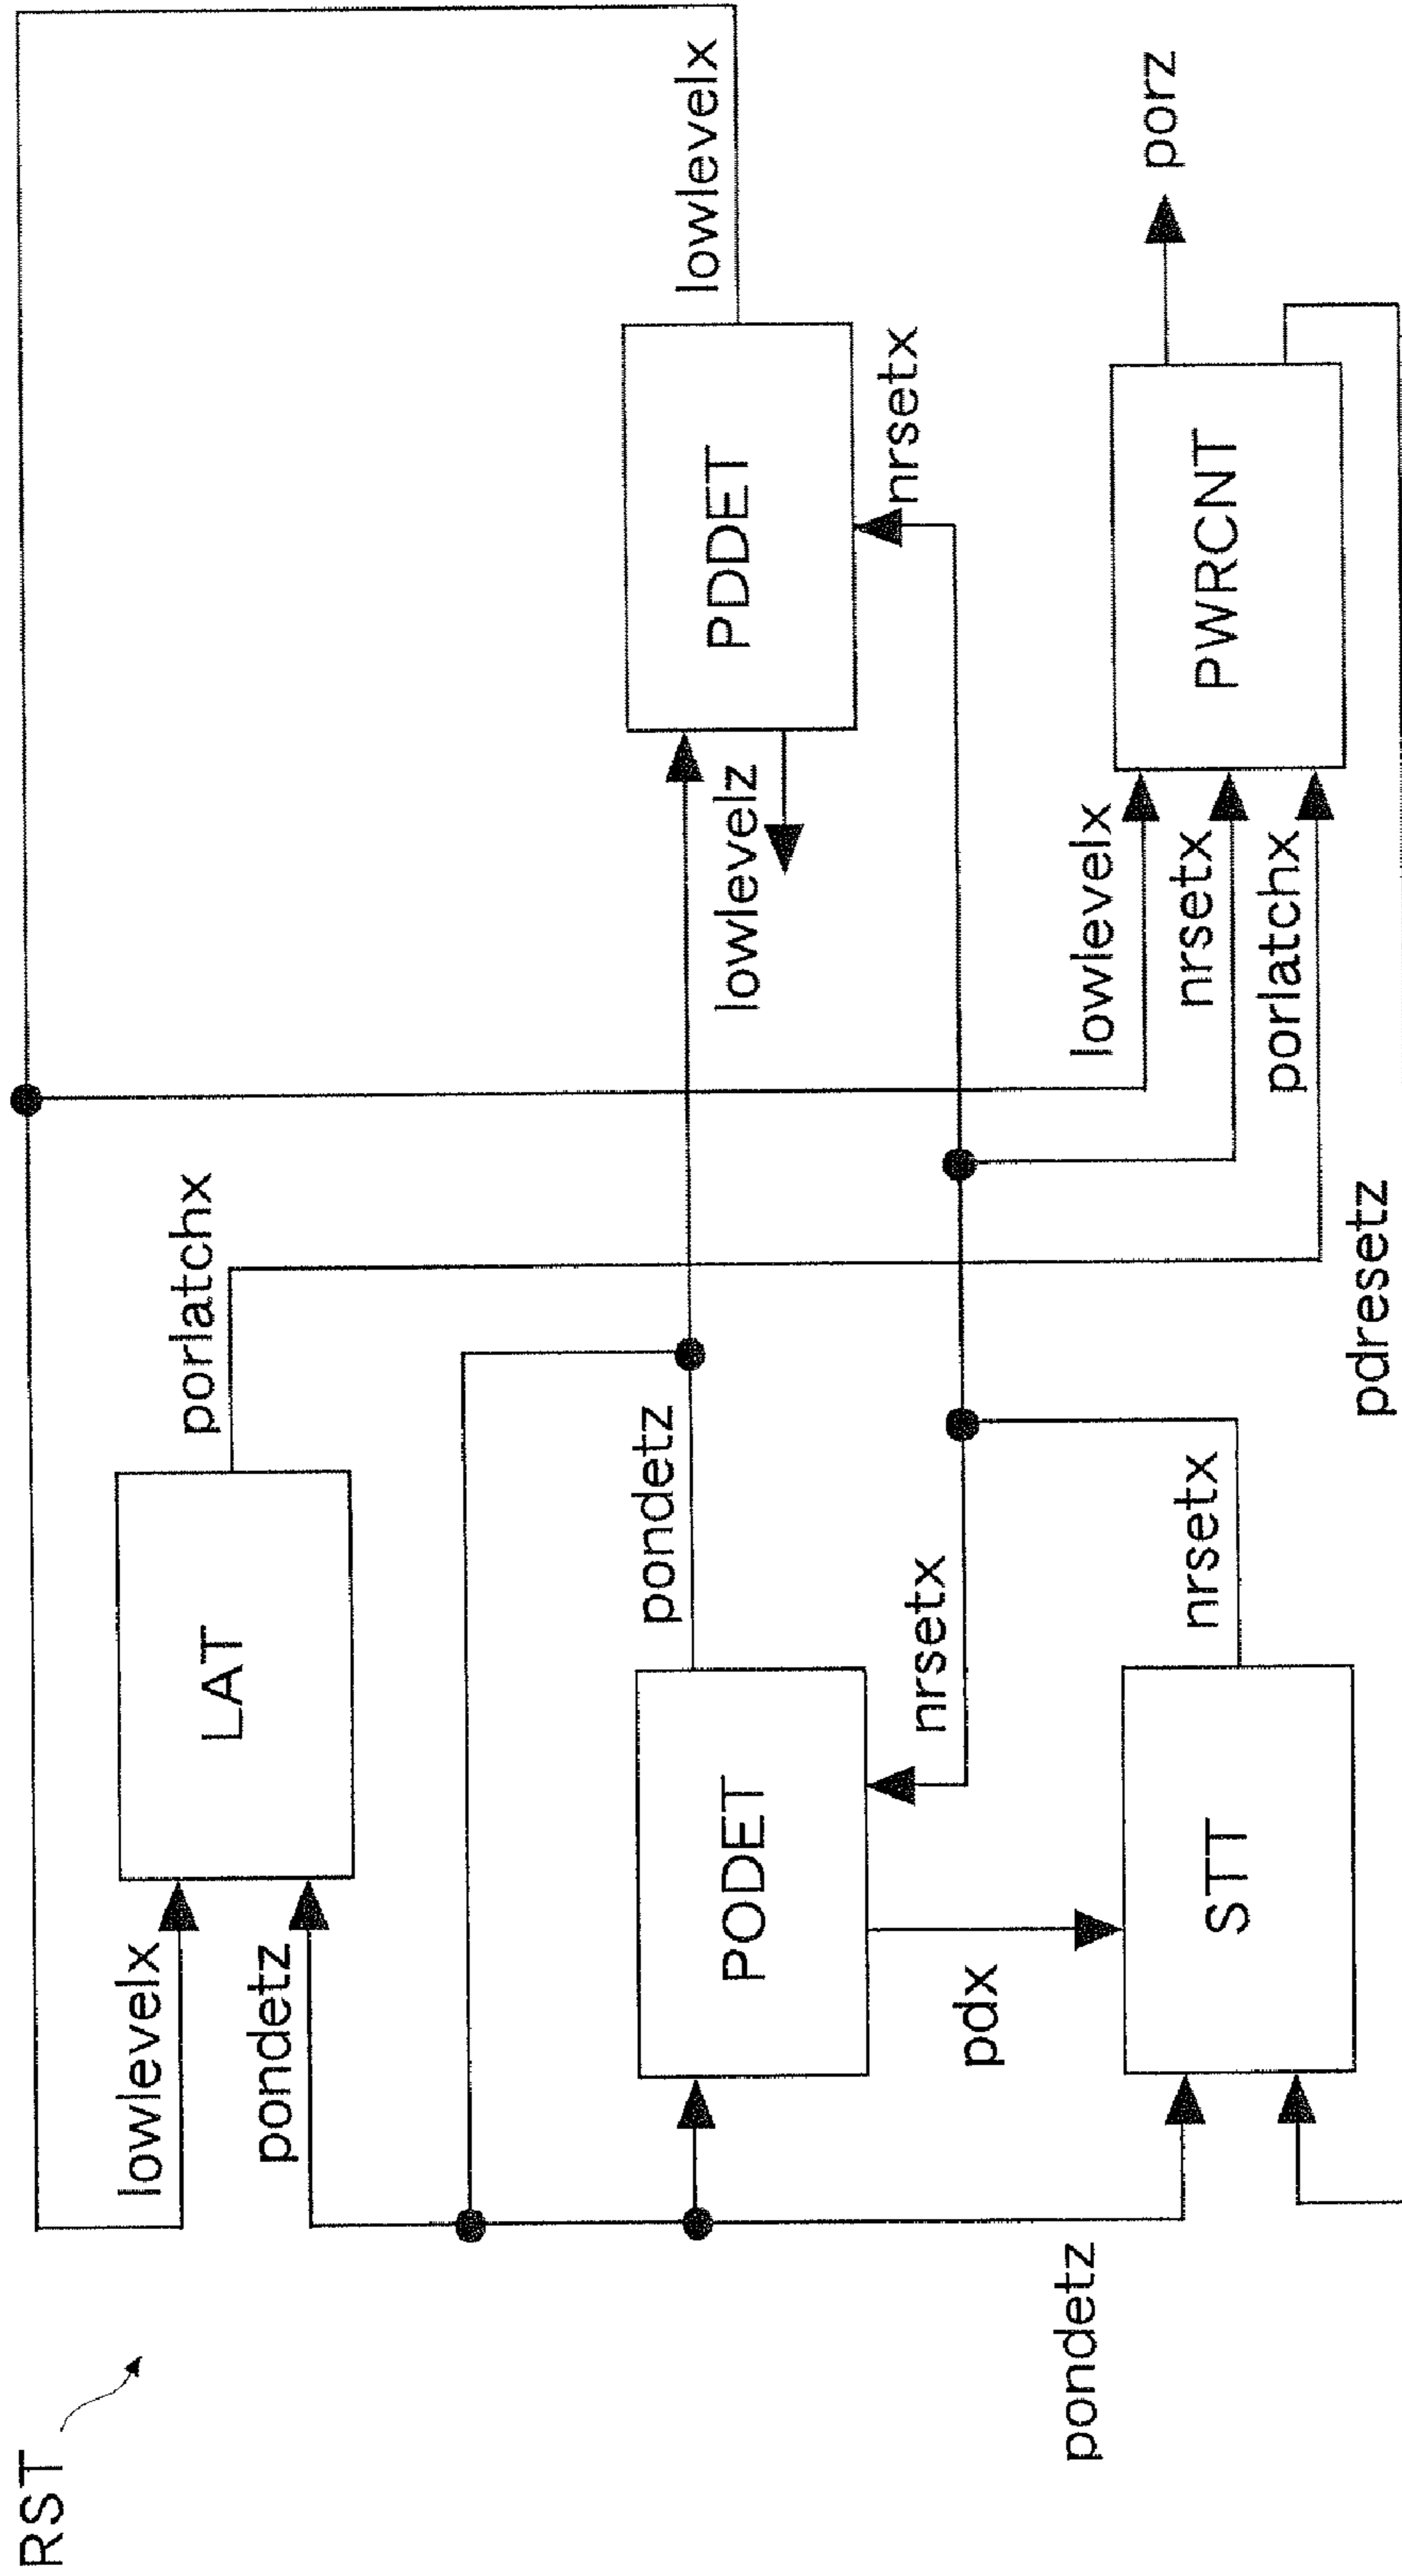 RST
lowlevelx
pondetz
LAT
porlatchx
lowlevelx
PODET
pondetz
lowlevelz
PDDET
nrsetx
nrsetx
pdx
pondetz
STT
nrsetx
lowlevelx
nrsetx
porlatchx
PWRCNT
porz
pdresetz